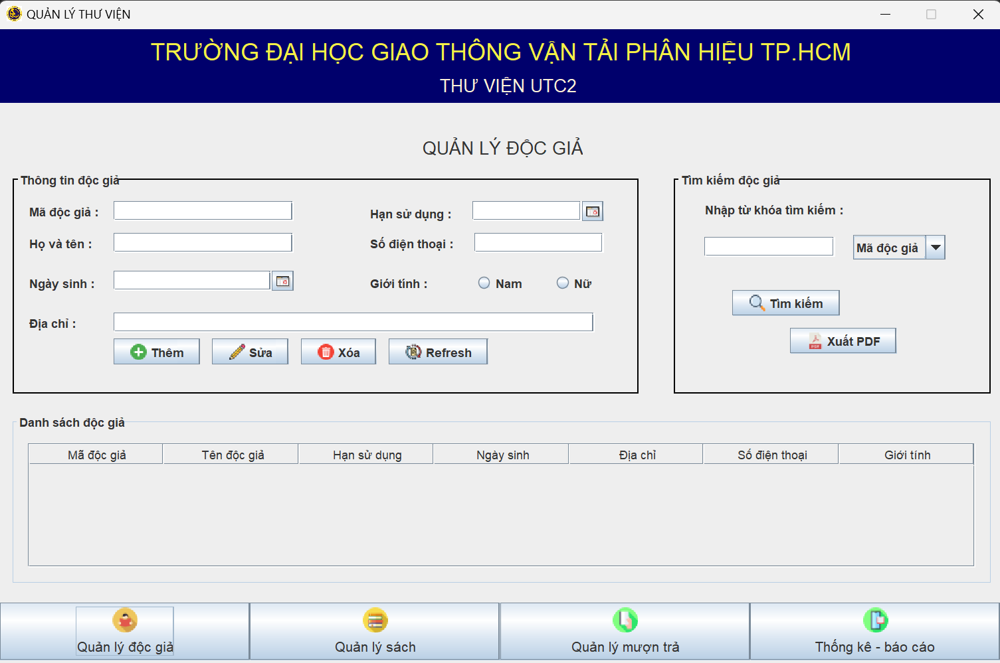 QUẢN LÝ THƯ VIỆN
TRƯỜNG ĐẠI HỌC GIAO THÔNG VẬN TẢI PHÂN HIỆU TP.HCM
THƯ VIỆN UTC2
QUẢN LÝ ĐỘC GIẢ
Thông tin độc giả
Mã độc giả :
Hạn sử dụng :
Họ và tên :
Số điện thoại :
Ngày sinh :
Giới tính :
Nam
Nữ
Địa chỉ :
Thêm
Sửa
Xóa
Refresh
Tìm kiếm độc giả
Nhập từ khóa tìm kiếm :
Mã độc giả
Tìm kiếm
PDF
Xuất PDF
Danh sách độc giả
Mã độc giả
Tên độc giả
Hạn sử dụng
Ngày sinh
Địa chỉ
Số điện thoại
Giới tính
Quản lý độc giả
Quản lý sách
Quản lý mượn trả
Thống kê - báo cáo